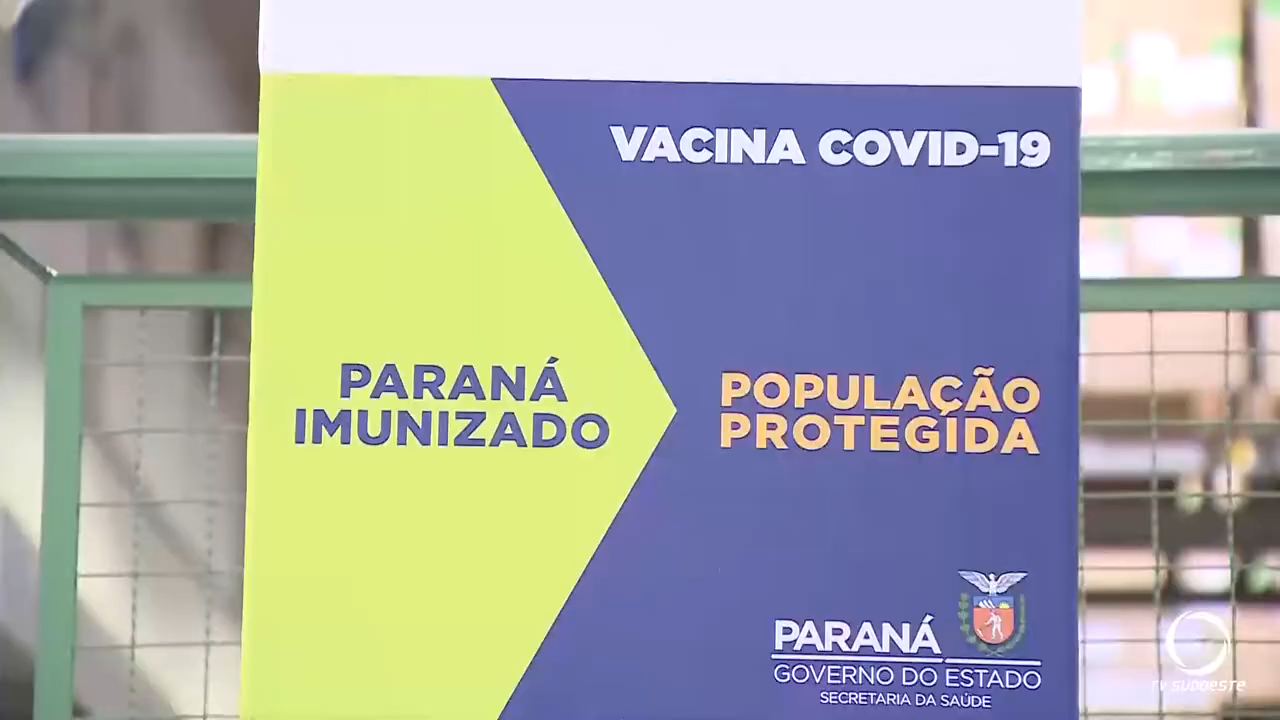 VACINA COVID-19
PARANÁ
IMUNIZADO
POPULAÇÃO
PROTEGIDA
PARANÁ
GOVERNO DO ESTADO
SECRETARIA DA SAÚDE
TV SUDOESTE